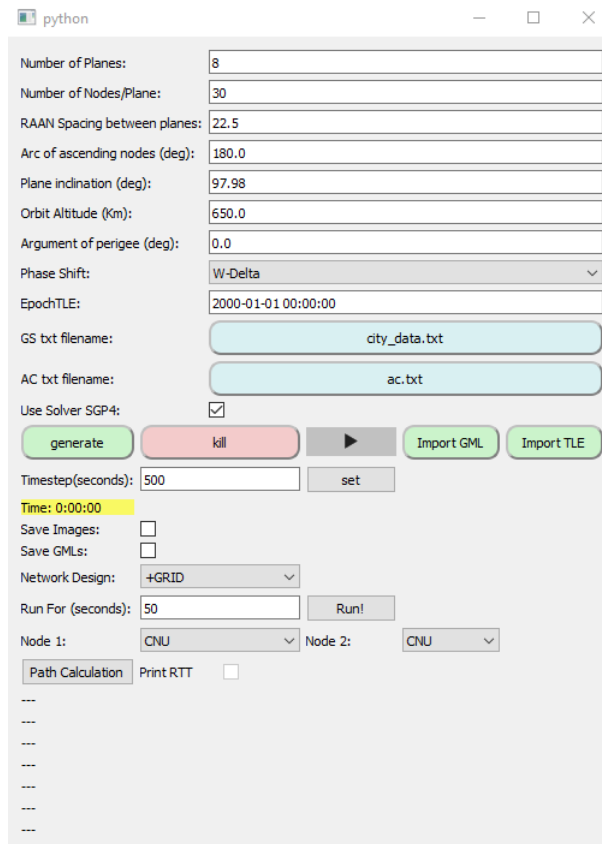 python
Number of Planes: 8
Number of Nodes/Plane: 30
RAAN Spacing between planes: 22.5
Arc of ascending nodes (deg): 180.0
Plane inclination (deg): 97.98
Orbit Altitude (Km): 650.0
Argument of perigee (deg): 0.0
Phase Shift: W-Delta
EpochTLE: 2000-01-01 00:00:00
GS txt filename: city_data.txt
AC txt filename: ac.txt
Use Solver SGP4:
generate kill Import GML Import TLE
Timestep(seconds): 500 set
Time: 0:00:00
Save Images:
Save GMLs:
Network Design: +GRID
Run For (seconds): 50 Run!
Node 1: CNU Node 2: CNU
Path Calculation Print RTT
---
---
---
---
---
---
---